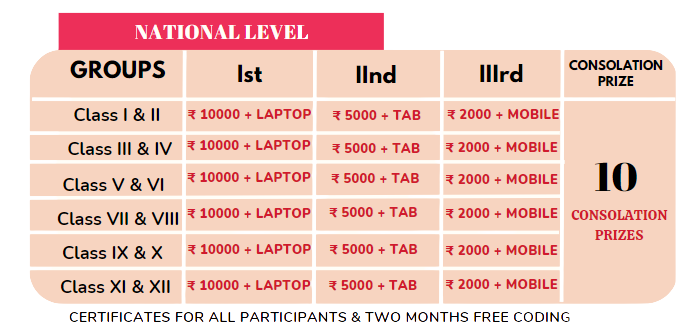 NATIONAL LEVEL
GROUPS Ist IInd IIIrd CONSOLATION PRIZE
Class I & II ₹ 10000 + LAPTOP ₹ 5000 + TAB ₹ 2000 + MOBILE
Class III & IV ₹ 10000 + LAPTOP ₹ 5000 + TAB ₹ 2000 + MOBILE
Class V & VI ₹ 10000 + LAPTOP ₹ 5000 + TAB ₹ 2000 + MOBILE
Class VII & VIII ₹ 10000 + LAPTOP ₹ 5000 + TAB ₹ 2000 + MOBILE
Class IX & X ₹ 10000 + LAPTOP ₹ 5000 + TAB ₹ 2000 + MOBILE
Class XI & XII ₹ 10000 + LAPTOP ₹ 5000 + TAB ₹ 2000 + MOBILE
10
CONSOLATION
PRIZES
CERTIFICATES FOR ALL PARTICIPANTS & TWO MONTHS FREE CODING